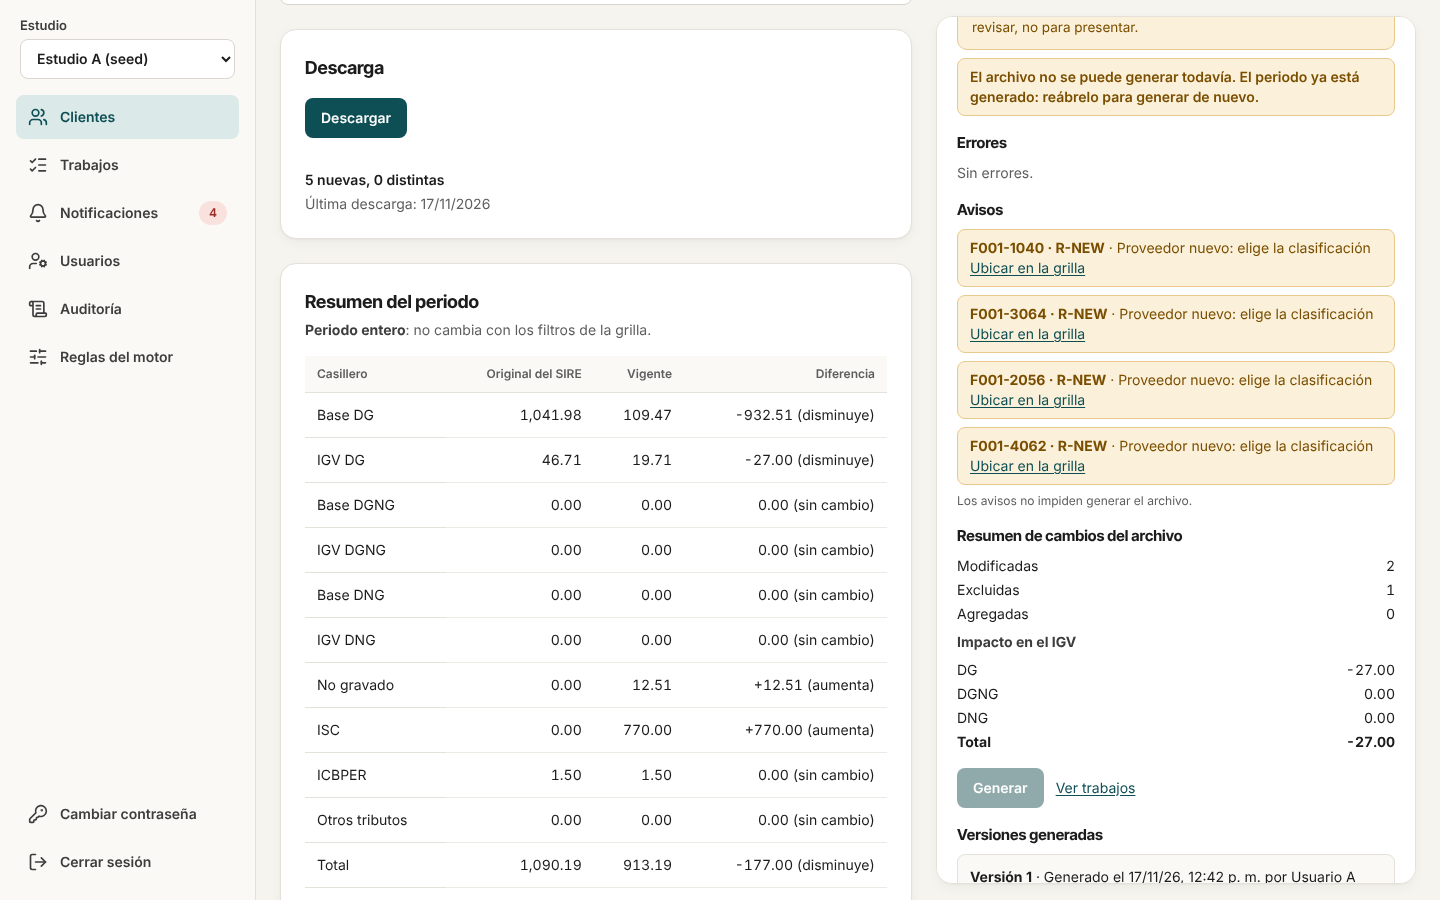 Estudio
Estudio A (seed)
Clientes
Trabajos
Notificaciones 4
Usuarios
Auditoría
Reglas del motor
Cambiar contraseña
Cerrar sesión
Descarga
Descargar
5 nuevas, 0 distintas
Última descarga: 17/11/2026
Resumen del periodo
Periodo entero: no cambia con los filtros de la grilla.
Casillero Original del SIRE Vigente Diferencia
Base DG 1,041.98 109.47 -932.51 (disminuye)
IGV DG 46.71 19.71 -27.00 (disminuye)
Base DGNG 0.00 0.00 0.00 (sin cambio)
IGV DGNG 0.00 0.00 0.00 (sin cambio)
Base DNG 0.00 0.00 0.00 (sin cambio)
IGV DNG 0.00 0.00 0.00 (sin cambio)
No gravado 0.00 12.51 +12.51 (aumenta)
ISC 0.00 770.00 +770.00 (aumenta)
ICBPER 1.50 1.50 0.00 (sin cambio)
Otros tributos 0.00 0.00 0.00 (sin cambio)
Total 1,090.19 913.19 -177.00 (disminuye)
revisar, no para presentar.
El archivo no se puede generar todavía. El periodo ya está
generado: reábrelo para generar de nuevo.
Errores
Sin errores.
Avisos
F001-1040 · R-NEW · Proveedor nuevo: elige la clasificación
Ubicar en la grilla
F001-3064 · R-NEW · Proveedor nuevo: elige la clasificación
Ubicar en la grilla
F001-2056 · R-NEW · Proveedor nuevo: elige la clasificación
Ubicar en la grilla
F001-4062 · R-NEW · Proveedor nuevo: elige la clasificación
Ubicar en la grilla
Los avisos no impiden generar el archivo.
Resumen de cambios del archivo
Modificadas 2
Excluidas 1
Agregadas 0
Impacto en el IGV
DG -27.00
DGNG 0.00
DNG 0.00
Total -27.00
Generar Ver trabajos
Versiones generadas
Versión 1 · Generado el 17/11/26, 12:42 p. m. por Usuario A